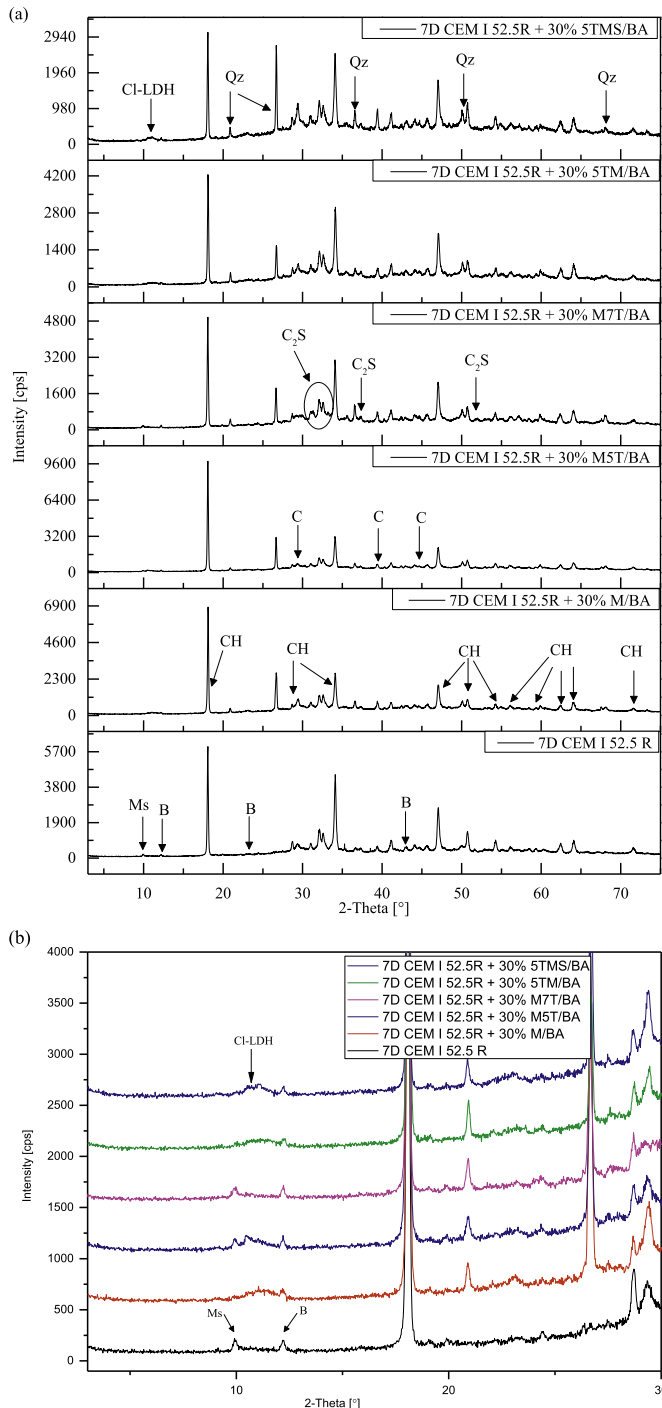 (a)
7D CEM I 52.5R + 30% 5TMS/BA
2940
1960
980
0
Cl-LDH
Qz
Qz
Qz
Qz
7D CEM I 52.5R + 30% 5TM/BA
4200
2800
1400
0
7D CEM I 52.5R + 30% M7T/BA
4800
3200
1600
0
C₂S
C₂S
C₂S
Intensity [cps]
7D CEM I 52.5R + 30% M5T/BA
9600
6400
3200
0
C
C
C
7D CEM I 52.5R + 30% M/BA
6900
4600
2300
0
CH
CH
CH
CH
CH
7D CEM I 52.5 R
5700
3800
1900
0
Ms
B
B
B
10
20
30
40
50
60
70
2-Theta [°]
(b)
4000
3500
3000
2500
2000
1500
1000
500
0
Intensity [cps]
7D CEM I 52.5R + 30% 5TMS/BA
7D CEM I 52.5R + 30% 5TM/BA
7D CEM I 52.5R + 30% M7T/BA
7D CEM I 52.5R + 30% M5T/BA
7D CEM I 52.5R + 30% M/BA
7D CEM I 52.5 R
Cl-LDH
Ms
B
10
20
30
2-Theta [°]